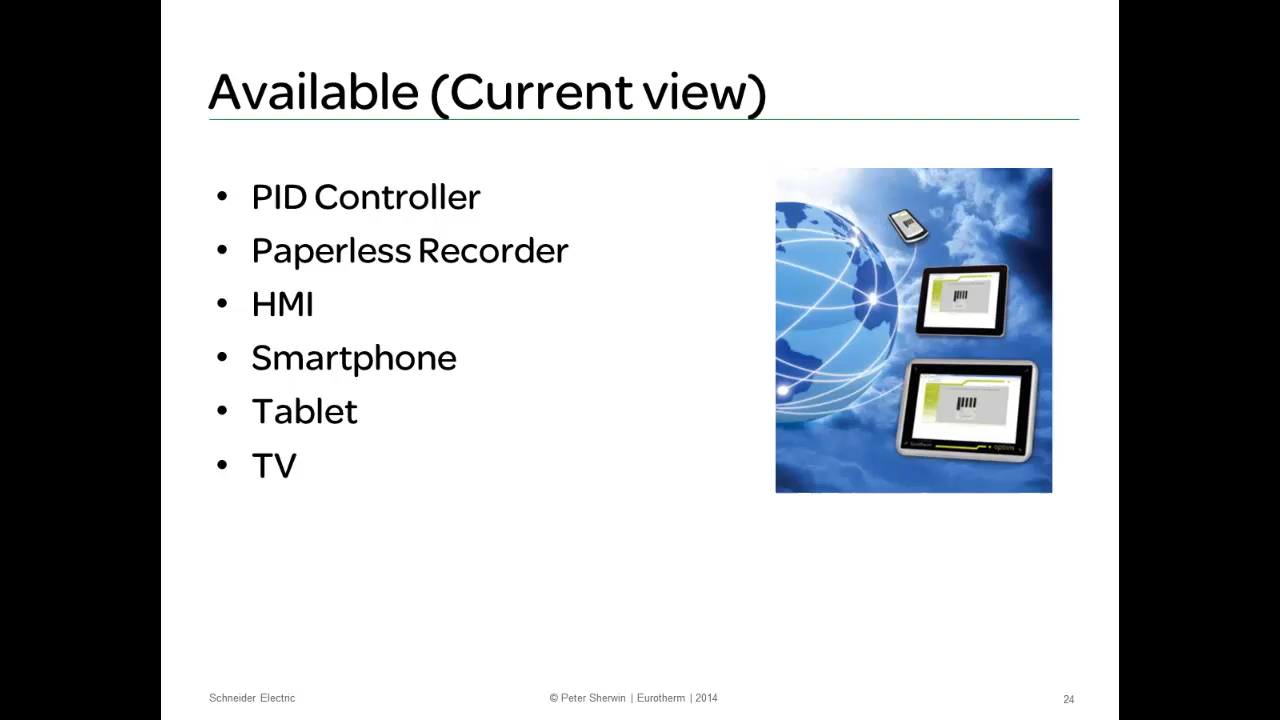 Available (Current view)
• PID Controller
• Paperless Recorder
• HMI
• Smartphone
• Tablet
• TV
Schneider Electric
© Peter Sherwin | Eurotherm | 2014
24